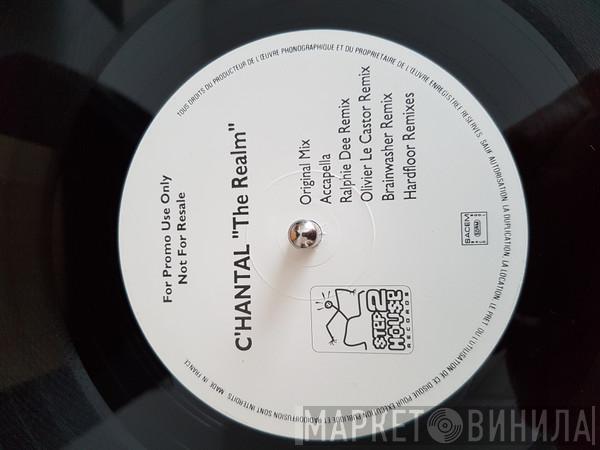 For Promo Use Only
Not For Resale
C'HANTAL "The Realm"
Original Mix
Accapella
Ralphie Dee Remix
Olivier Le Castor Remix
Brainwasher Remix
Hardfloor Remixes
STEP 2
HOUSE
RECORDS
SACEM
TOUS DROITS DU PRODUCTEUR DE L'ŒUVRE PHONOGRAPHIQUE ET DU PROPRIETAIRE DE L'ŒUVRE ENREGISTREE RESERVES. SAUF AUTORISATION, LA DUPLICATION, LA LOCATION, LE PRET, OU L'UTILISATION DE CE DISQUE POUR EXECUTION PUBLIQUE ET RADIODIFFUSION SONT INTERDITS. MADE IN FRANCE
МАРКЕТ ВИНИЛА